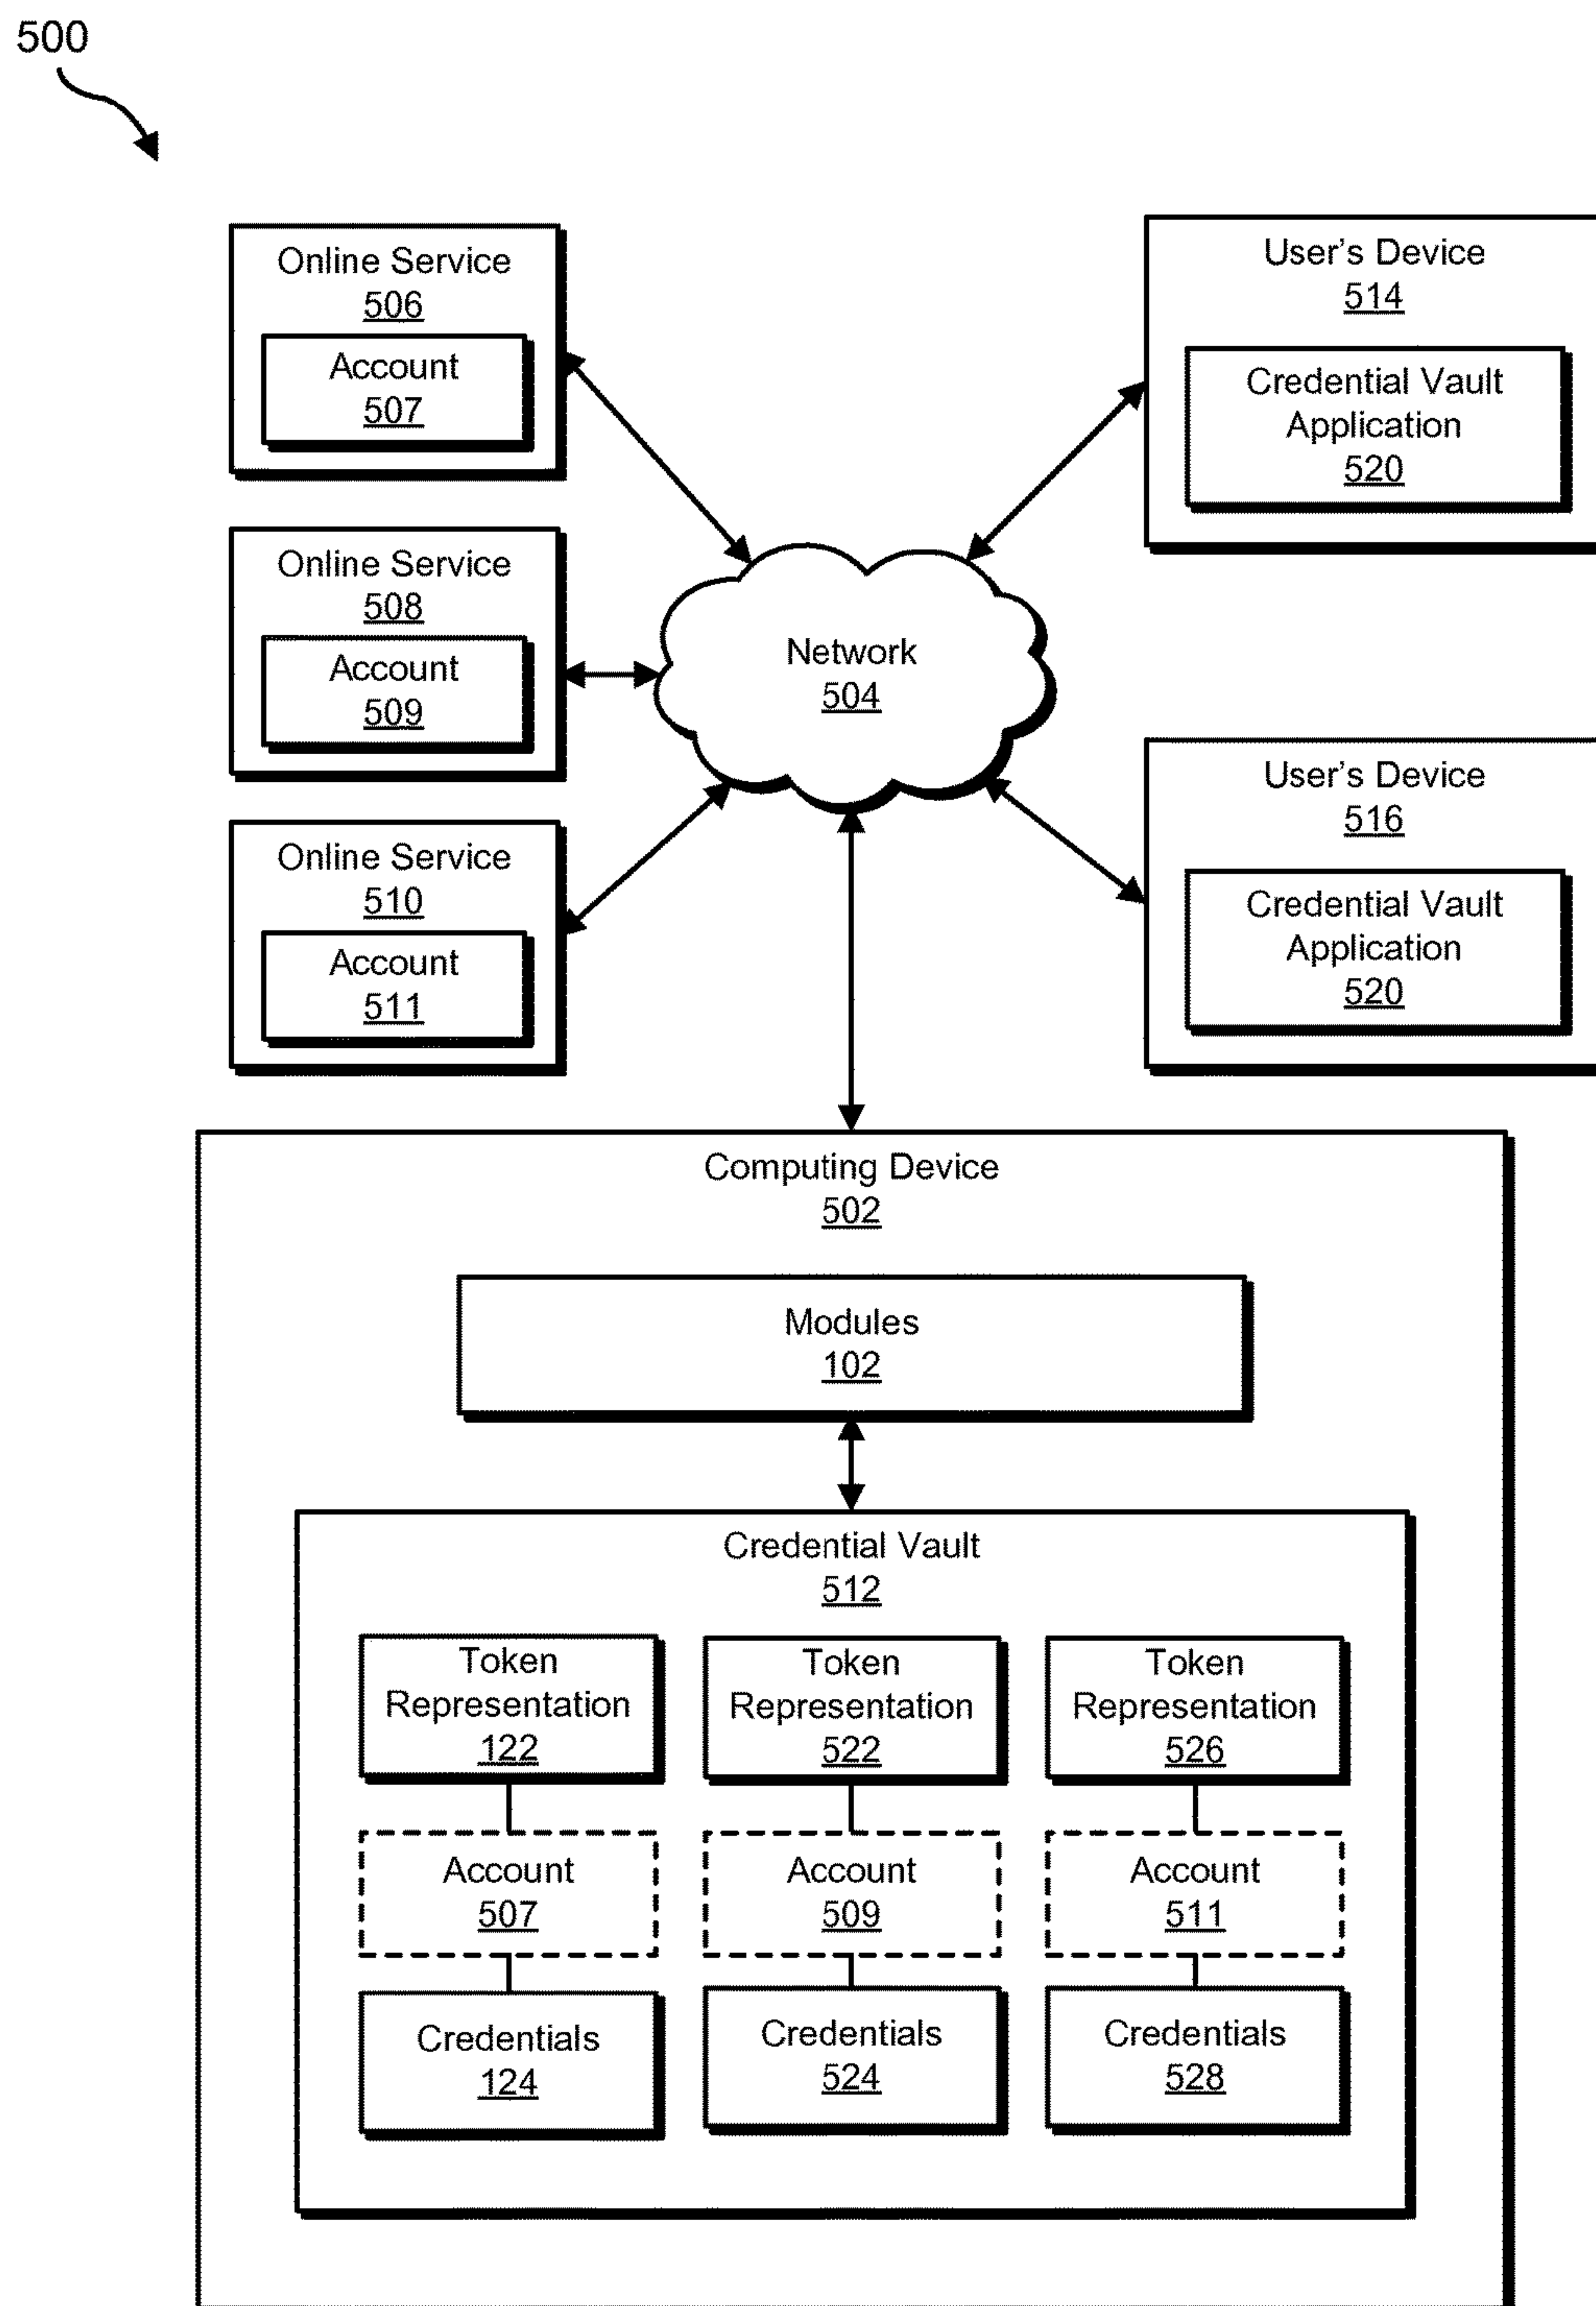 500
Online Service
506
Account
507
Online Service
508
Account
509
Online Service
510
Account
511
Network
504
User's Device
514
Credential Vault
Application
520
User's Device
516
Credential Vault
Application
520
Computing Device
502
Modules
102
Credential Vault
512
Token
Representation
122
Account
507
Credentials
124
Token
Representation
522
Account
509
Credentials
524
Token
Representation
526
Account
511
Credentials
528